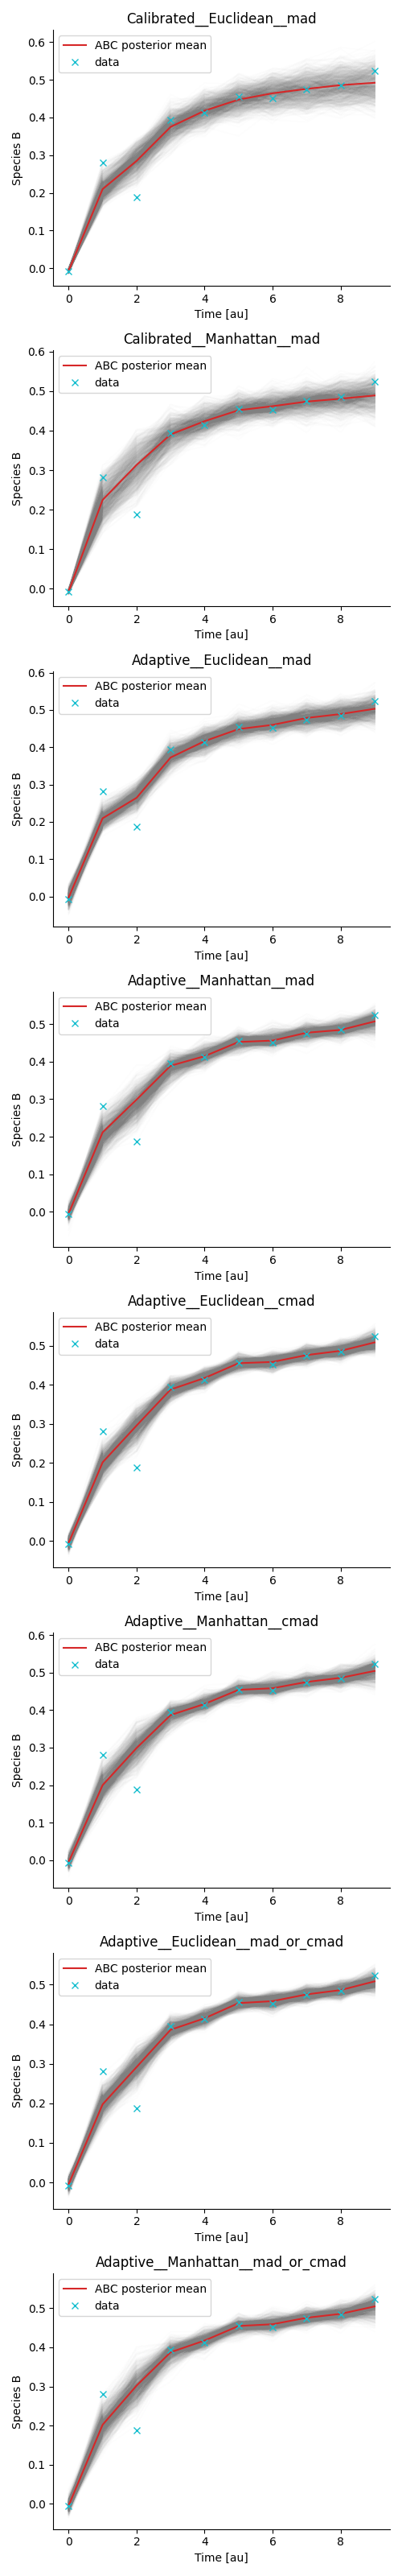 Calibrated__Euclidean__mad
ABC posterior mean
data
0.6
0.5
0.4
0.3
0.2
0.1
0.0
Species B
0 2 4 6 8
Time [au]
Calibrated__Manhattan__mad
ABC posterior mean
data
0.6
0.5
0.4
0.3
0.2
0.1
0.0
Species B
0 2 4 6 8
Time [au]
Adaptive__Euclidean__mad
ABC posterior mean
data
0.6
0.5
0.4
0.3
0.2
0.1
0.0
Species B
0 2 4 6 8
Time [au]
Adaptive__Manhattan__mad
ABC posterior mean
data
0.5
0.4
0.3
0.2
0.1
0.0
Species B
0 2 4 6 8
Time [au]
Adaptive__Euclidean__cmad
ABC posterior mean
data
0.5
0.4
0.3
0.2
0.1
0.0
Species B
0 2 4 6 8
Time [au]
Adaptive__Manhattan__cmad
ABC posterior mean
data
0.6
0.5
0.4
0.3
0.2
0.1
0.0
Species B
0 2 4 6 8
Time [au]
Adaptive__Euclidean__mad_or_cmad
ABC posterior mean
data
0.5
0.4
0.3
0.2
0.1
0.0
Species B
0 2 4 6 8
Time [au]
Adaptive__Manhattan__mad_or_cmad
ABC posterior mean
data
0.5
0.4
0.3
0.2
0.1
0.0
Species B
0 2 4 6 8
Time [au]